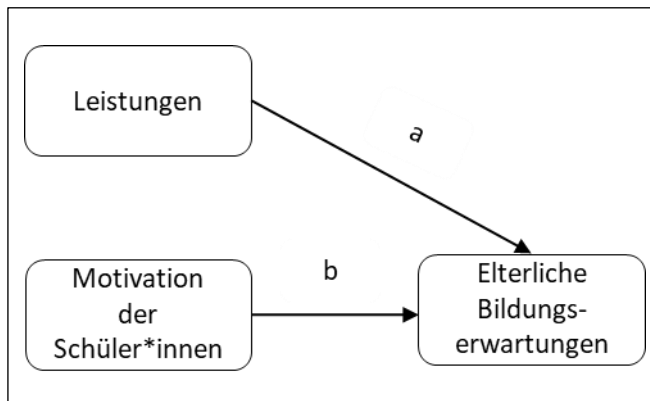 Leistungen
a
Motivation
der
Schüler*innen
b
Elterliche
Bildungs-
erwartungen